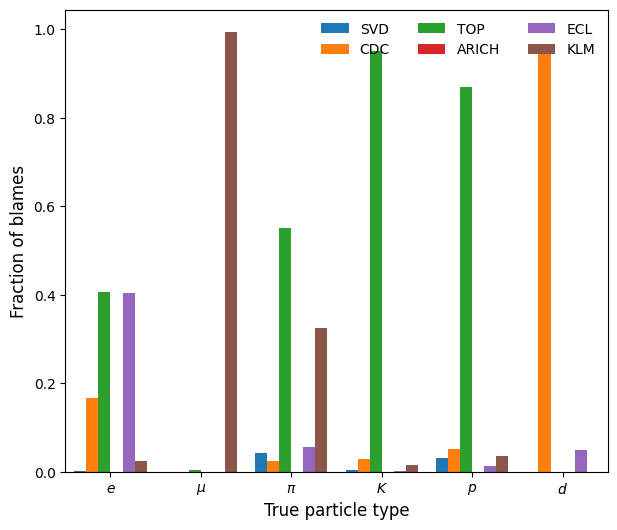 SVD TOP ECL
CDC ARICH KLM
1.0
0.8
0.6
0.4
0.2
0.0
Fraction of blames
e μ π K p d
True particle type